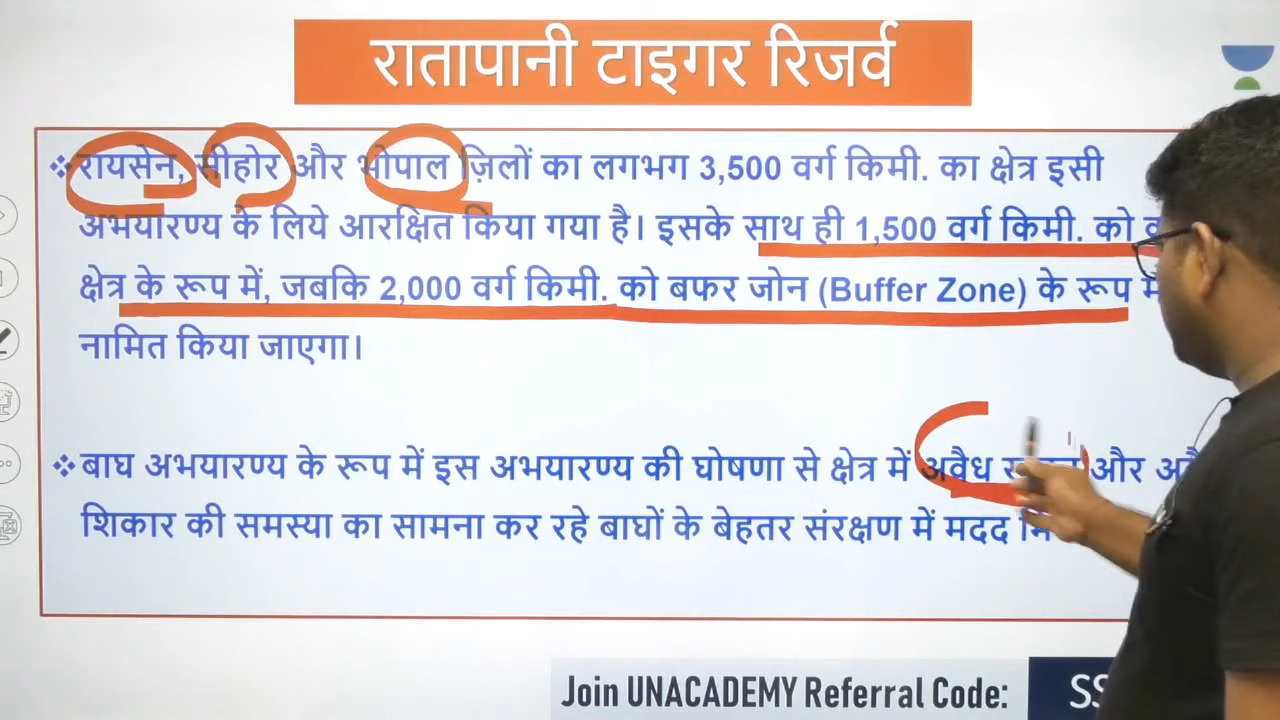 रातापानी टाइगर रिजर्व
रायसेन, सीहोर और भोपाल ज़िलों का लगभग 3,500 वर्ग किमी. का क्षेत्र इसी
अभयारण्य के लिये आरक्षित किया गया है। इसके साथ ही 1,500 वर्ग किमी. को
क्षेत्र के रूप में, जबकि 2,000 वर्ग किमी. को बफर जोन (Buffer Zone) के रूप
नामित किया जाएगा।
बाघ अभयारण्य के रूप में इस अभयारण्य की घोषणा से क्षेत्र में अवैध और
शिकार की समस्या का सामना कर रहे बाघों के बेहतर संरक्षण में मदद
Join UNACADEMY Referral Code: